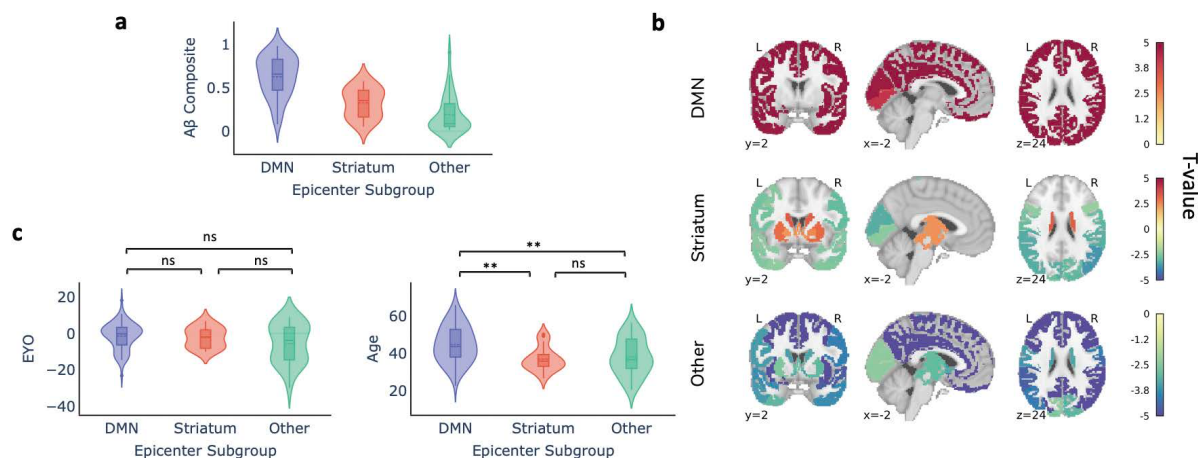 a
Aβ Composite
1
0.5
0
DMN Striatum Other
Epicenter Subgroup
b
L R
DMN
y=2 x=-2 z=24
5
3.8
2.5
1.2
0
L R L R
Striatum
y=2 x=-2 z=24
5
2.5
0
-2.5
-5
L R L R
Other
y=2 x=-2 z=24
0
-1.2
-2.5
-3.8
-5
T-value
c
ns
ns ns
EYO
20
0
−20
−40
DMN Striatum Other
Epicenter Subgroup
**
** ns
Age
60
40
20
DMN Striatum Other
Epicenter Subgroup